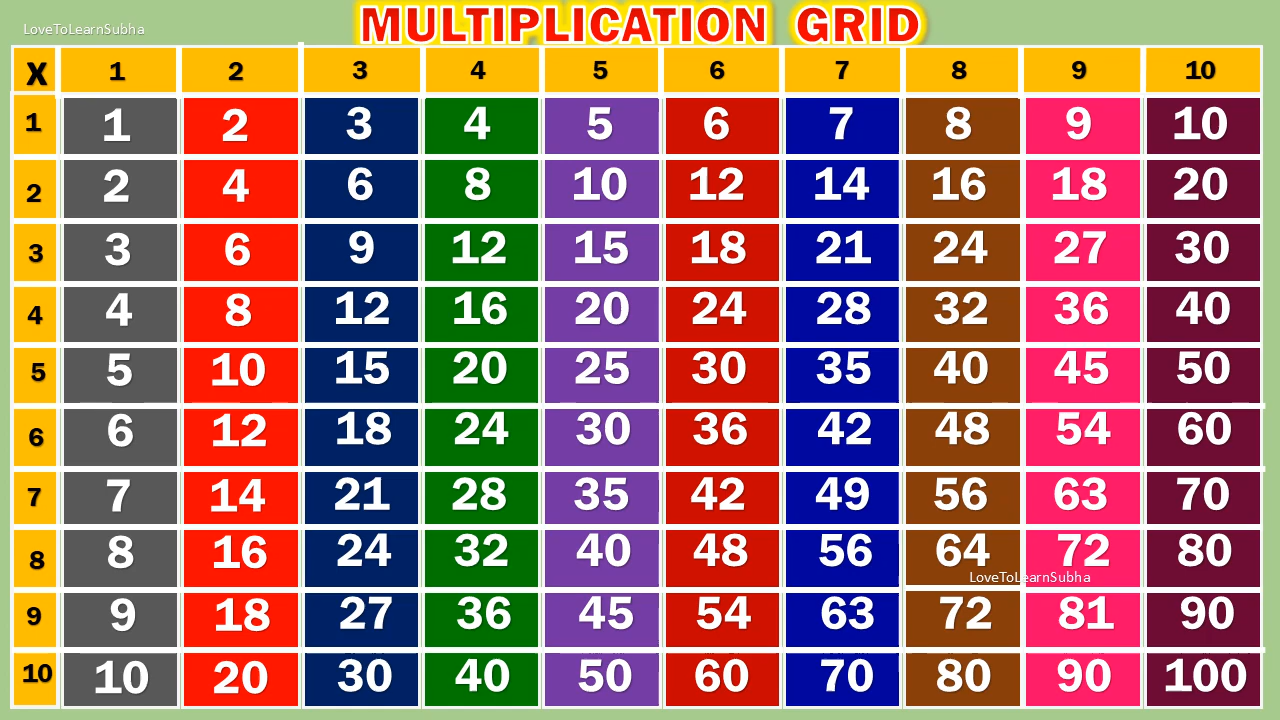 LoveToLearnSubha
MULTIPLICATION GRID
X 1 2 3 4 5 6 7 8 9 10
1 1 2 3 4 5 6 7 8 9 10
2 2 4 6 8 10 12 14 16 18 20
3 3 6 9 12 15 18 21 24 27 30
4 4 8 12 16 20 24 28 32 36 40
5 5 10 15 20 25 30 35 40 45 50
6 6 12 18 24 30 36 42 48 54 60
7 7 14 21 28 35 42 49 56 63 70
8 8 16 24 32 40 48 56 64 72 80
LoveToLearnSubha
9 9 18 27 36 45 54 63 72 81 90
10 10 20 30 40 50 60 70 80 90 100